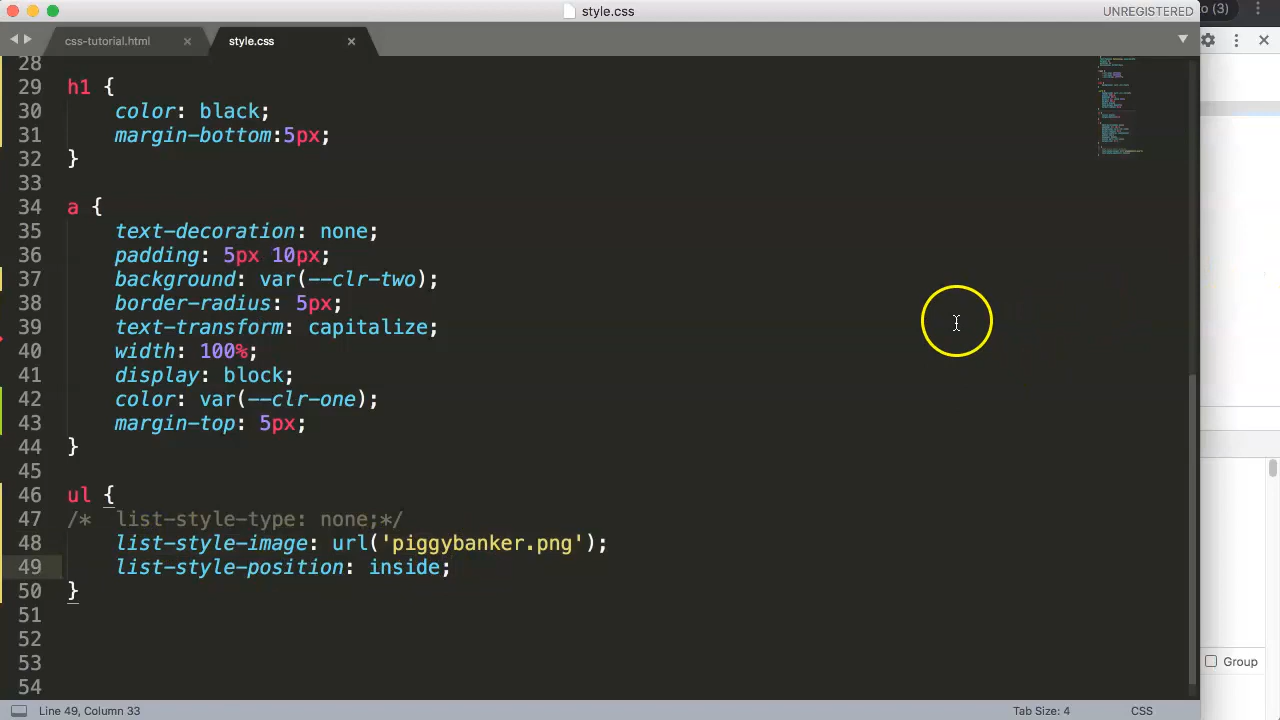 style.css
UNREGISTERED
(3)
css-tutorial.html
style.css
28
29 h1 {
30 color: black;
31 margin-bottom:5px;
32 }
33
34 a {
35 text-decoration: none;
36 padding: 5px 10px;
37 background: var(--clr-two);
38 border-radius: 5px;
39 text-transform: capitalize;
40 width: 100%;
41 display: block;
42 color: var(--clr-one);
43 margin-top: 5px;
44 }
45
46 ul {
47 /* list-style-type: none;*/
48 list-style-image: url('piggybanker.png');
49 list-style-position: inside;
50 }
51
52
53
54
Group
Line 49, Column 33
Tab Size: 4
CSS